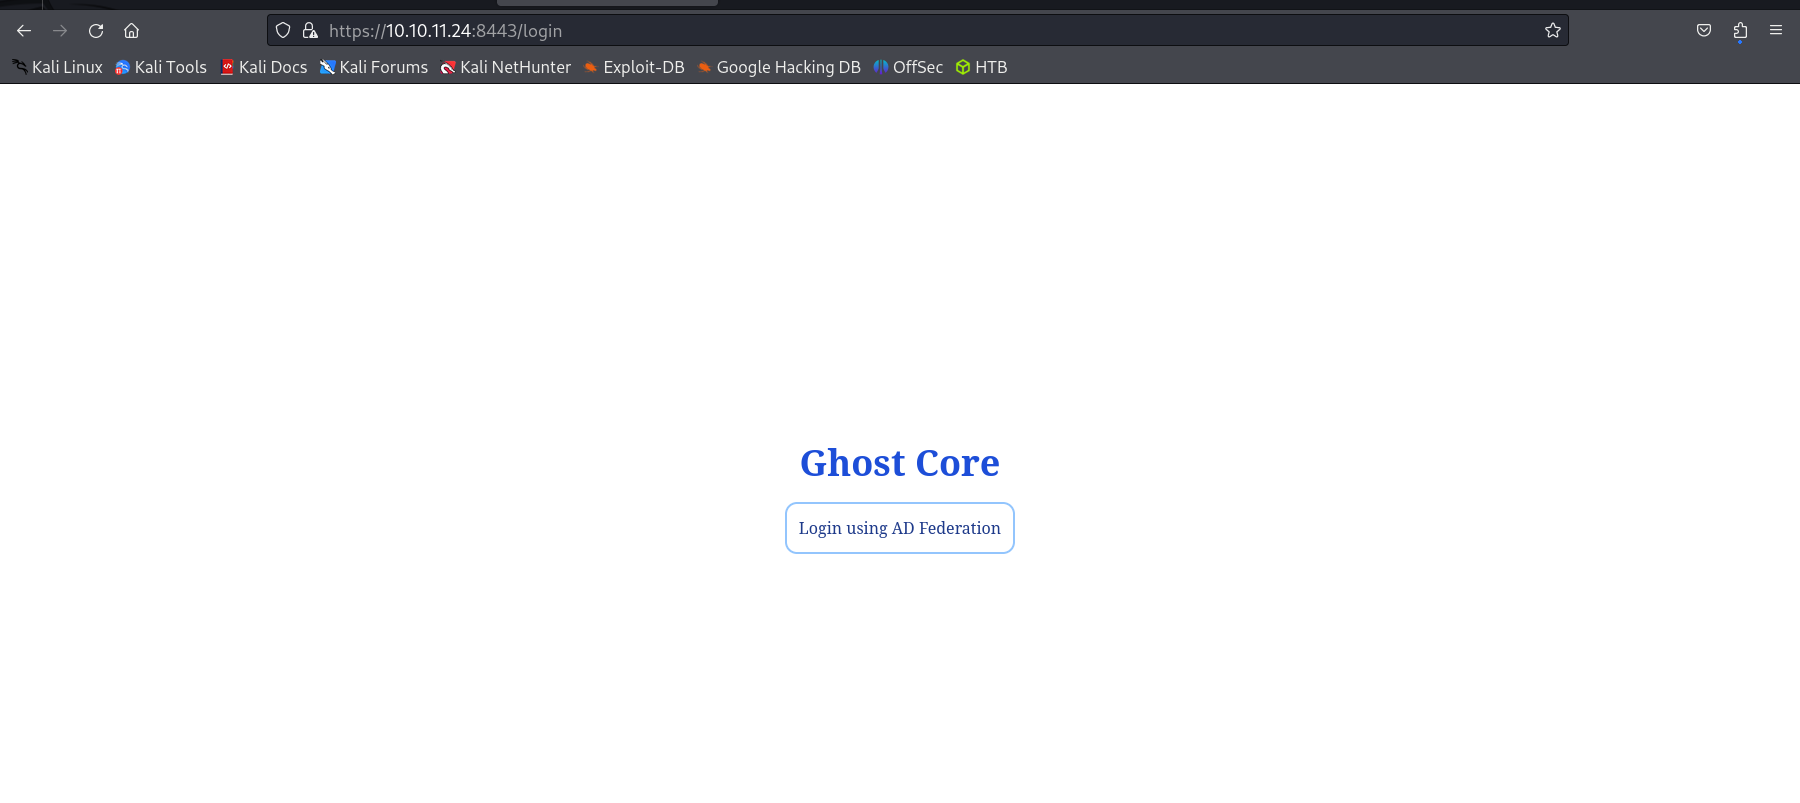 https://10.10.11.24:8443/login
Kali Linux Kali Tools Kali Docs Kali Forums Kali NetHunter Exploit-DB Google Hacking DB OffSec HTB
Ghost Core
Login using AD Federation